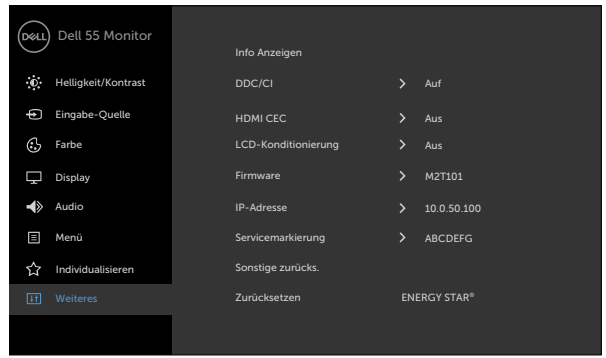 DELL Dell 55 Monitor
Info Anzeigen
Helligkeit/Kontrast DDC/CI > Auf
Eingabe-Quelle HDMI CEC > Aus
Farbe LCD-Konditionierung > Aus
Display Firmware > M2T101
Audio IP-Adresse > 10.0.50.100
Menü Servicemarkierung > ABCDEFG
Individualisieren Sonstige zurücks.
Weiteres Zurücksetzen ENERGY STAR®